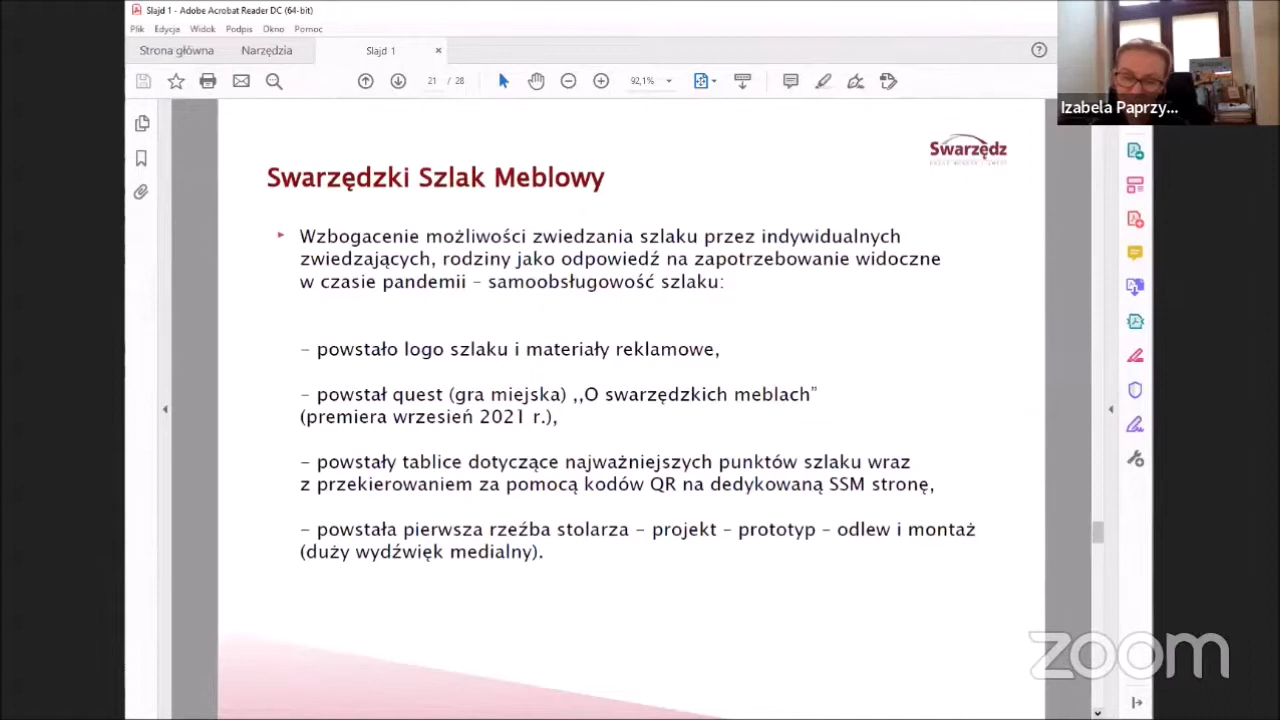 Slajd 1 - Adobe Acrobat Reader DC (64-bit)
Plik Edycja Widok Podpis Okno Pomoc
Strona główna Narzędzia Slajd 1 ×
21 / 28 92,1%
Izabela Paprzy...
Swarzędz
Swarzędzki Szlak Meblowy
Wzbogacenie możliwości zwiedzania szlaku przez indywidualnych
zwiedzających, rodziny jako odpowiedź na zapotrzebowanie widoczne
w czasie pandemii – samoobsługowość szlaku:
– powstało logo szlaku i materiały reklamowe,
– powstał quest (gra miejska) ,,O swarzędzkich meblach”
(premiera wrzesień 2021 r.),
– powstały tablice dotyczące najważniejszych punktów szlaku wraz
z przekierowaniem za pomocą kodów QR na dedykowaną SSM stronę,
– powstała pierwsza rzeźba stolarza – projekt – prototyp – odlew i montaż
(duży wydźwięk medialny).
zoom